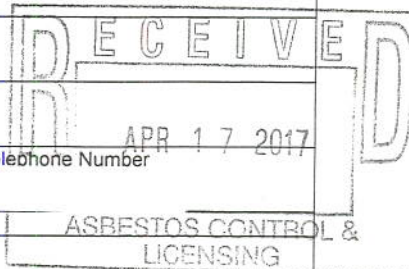 RECEIVED
APR 17 2017
lephone Number
ASBESTOS CONTROL &
LICENSING